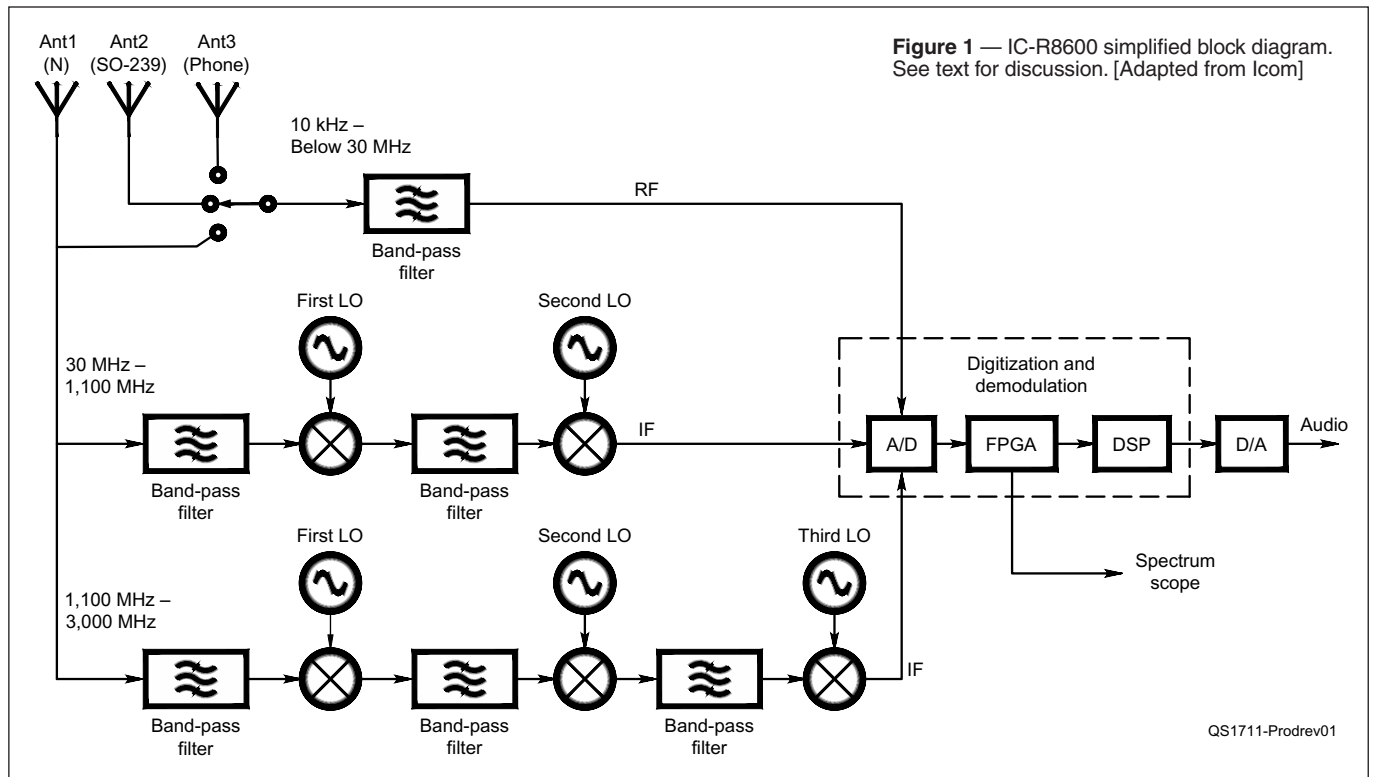 Ant1
(N)
Ant2
(SO-239)
Ant3
(Phone)
Figure 1 — IC-R8600 simplified block diagram.
See text for discussion. [Adapted from Icom]
10 kHz –
Below 30 MHz
RF
Band-pass
filter
First LO
Second LO
30 MHz –
1,100 MHz
IF
Band-pass
filter
Band-pass
filter
Digitization and
demodulation
A/D
FPGA
DSP
D/A
Audio
Spectrum
scope
First LO
Second LO
Third LO
1,100 MHz –
3,000 MHz
IF
Band-pass
filter
Band-pass
filter
Band-pass
filter
QS1711-Prodrev01